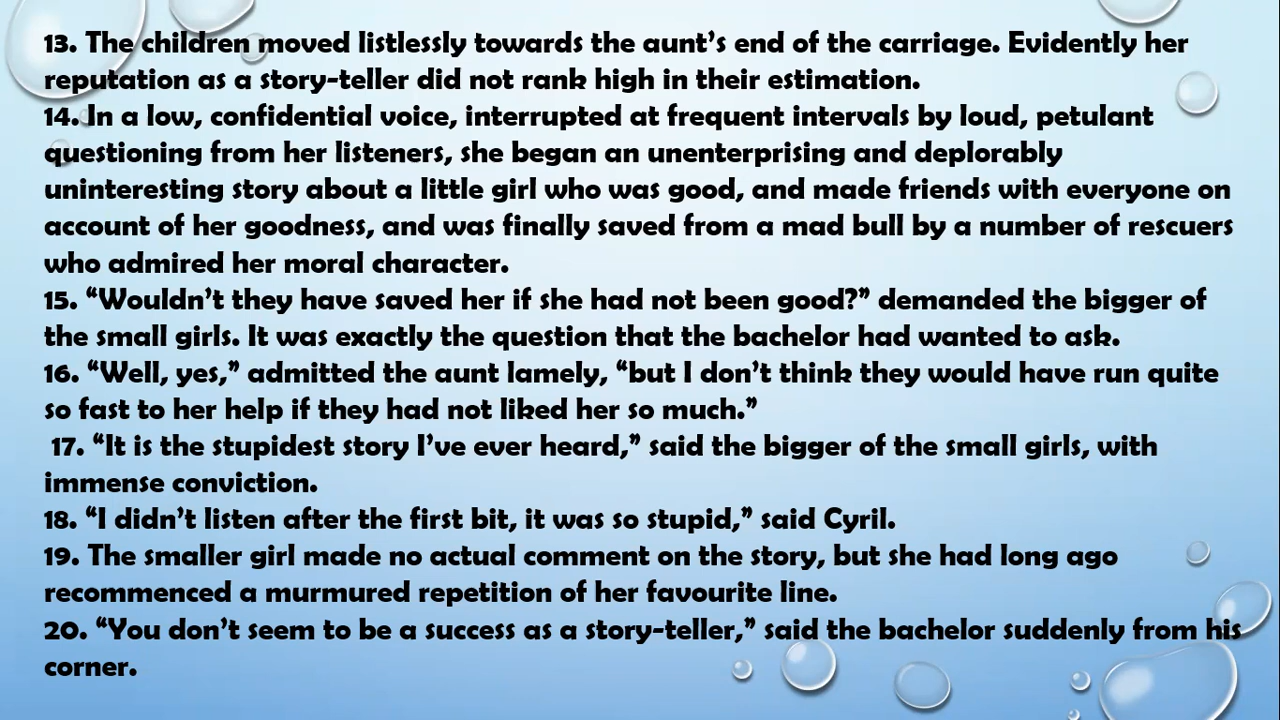 13. The children moved listlessly towards the aunt’s end of the carriage. Evidently her
reputation as a story-teller did not rank high in their estimation.
14. In a low, confidential voice, interrupted at frequent intervals by loud, petulant
questioning from her listeners, she began an unenterprising and deplorably
uninteresting story about a little girl who was good, and made friends with everyone on
account of her goodness, and was finally saved from a mad bull by a number of rescuers
who admired her moral character.
15. “Wouldn’t they have saved her if she had not been good?” demanded the bigger of
the small girls. It was exactly the question that the bachelor had wanted to ask.
16. “Well, yes,” admitted the aunt lamely, “but I don’t think they would have run quite
so fast to her help if they had not liked her so much.”
17. “It is the stupidest story I’ve ever heard,” said the bigger of the small girls, with
immense conviction.
18. “I didn’t listen after the first bit, it was so stupid,” said Cyril.
19. The smaller girl made no actual comment on the story, but she had long ago
recommenced a murmured repetition of her favourite line.
20. “You don’t seem to be a success as a story-teller,” said the bachelor suddenly from his
corner.